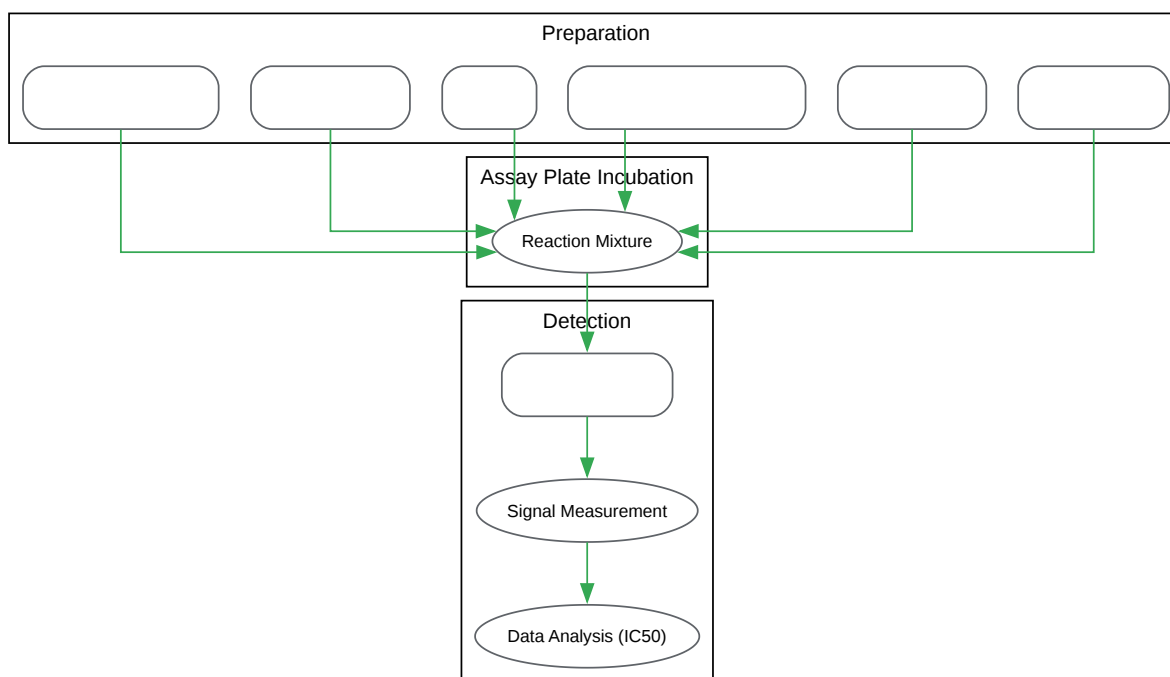 Preparation
Assay Plate Incubation
Reaction Mixture
Detection
Signal Measurement
Data Analysis (IC50)